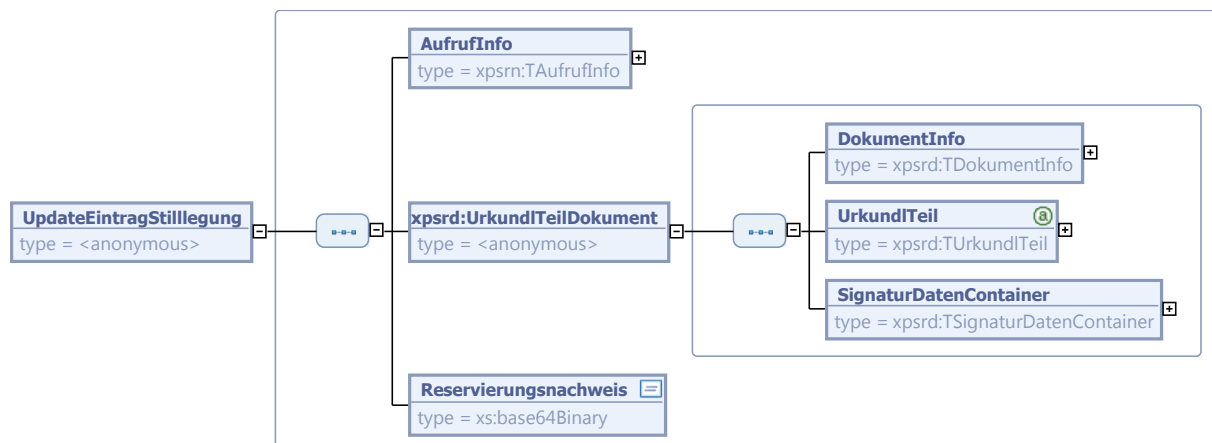 AufrufInfo
type = xpsrn:TAufrufInfo
DokumentInfo
type = xpsrd:TDokumentInfo
UpdateEintragStilllegung
type = <anonymous>
xpsrd:UrkundlTeilDokument
type = <anonymous>
UrkundlTeil
a
type = xpsrd:TUrkundlTeil
SignaturDatenContainer
type = xpsrd:TSignaturDatenContainer
Reservierungsnachweis
type = xs:base64Binary